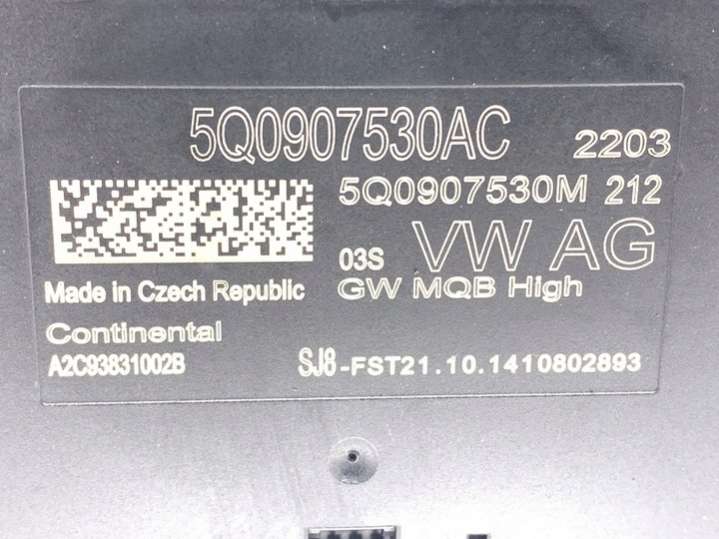 5Q0907530AC 2203
5Q0907530M 212
03S VW AG
Made in Czech Republic GW MQB High
Continental
A2C93831002B SJ8-FST21.10.1410802893